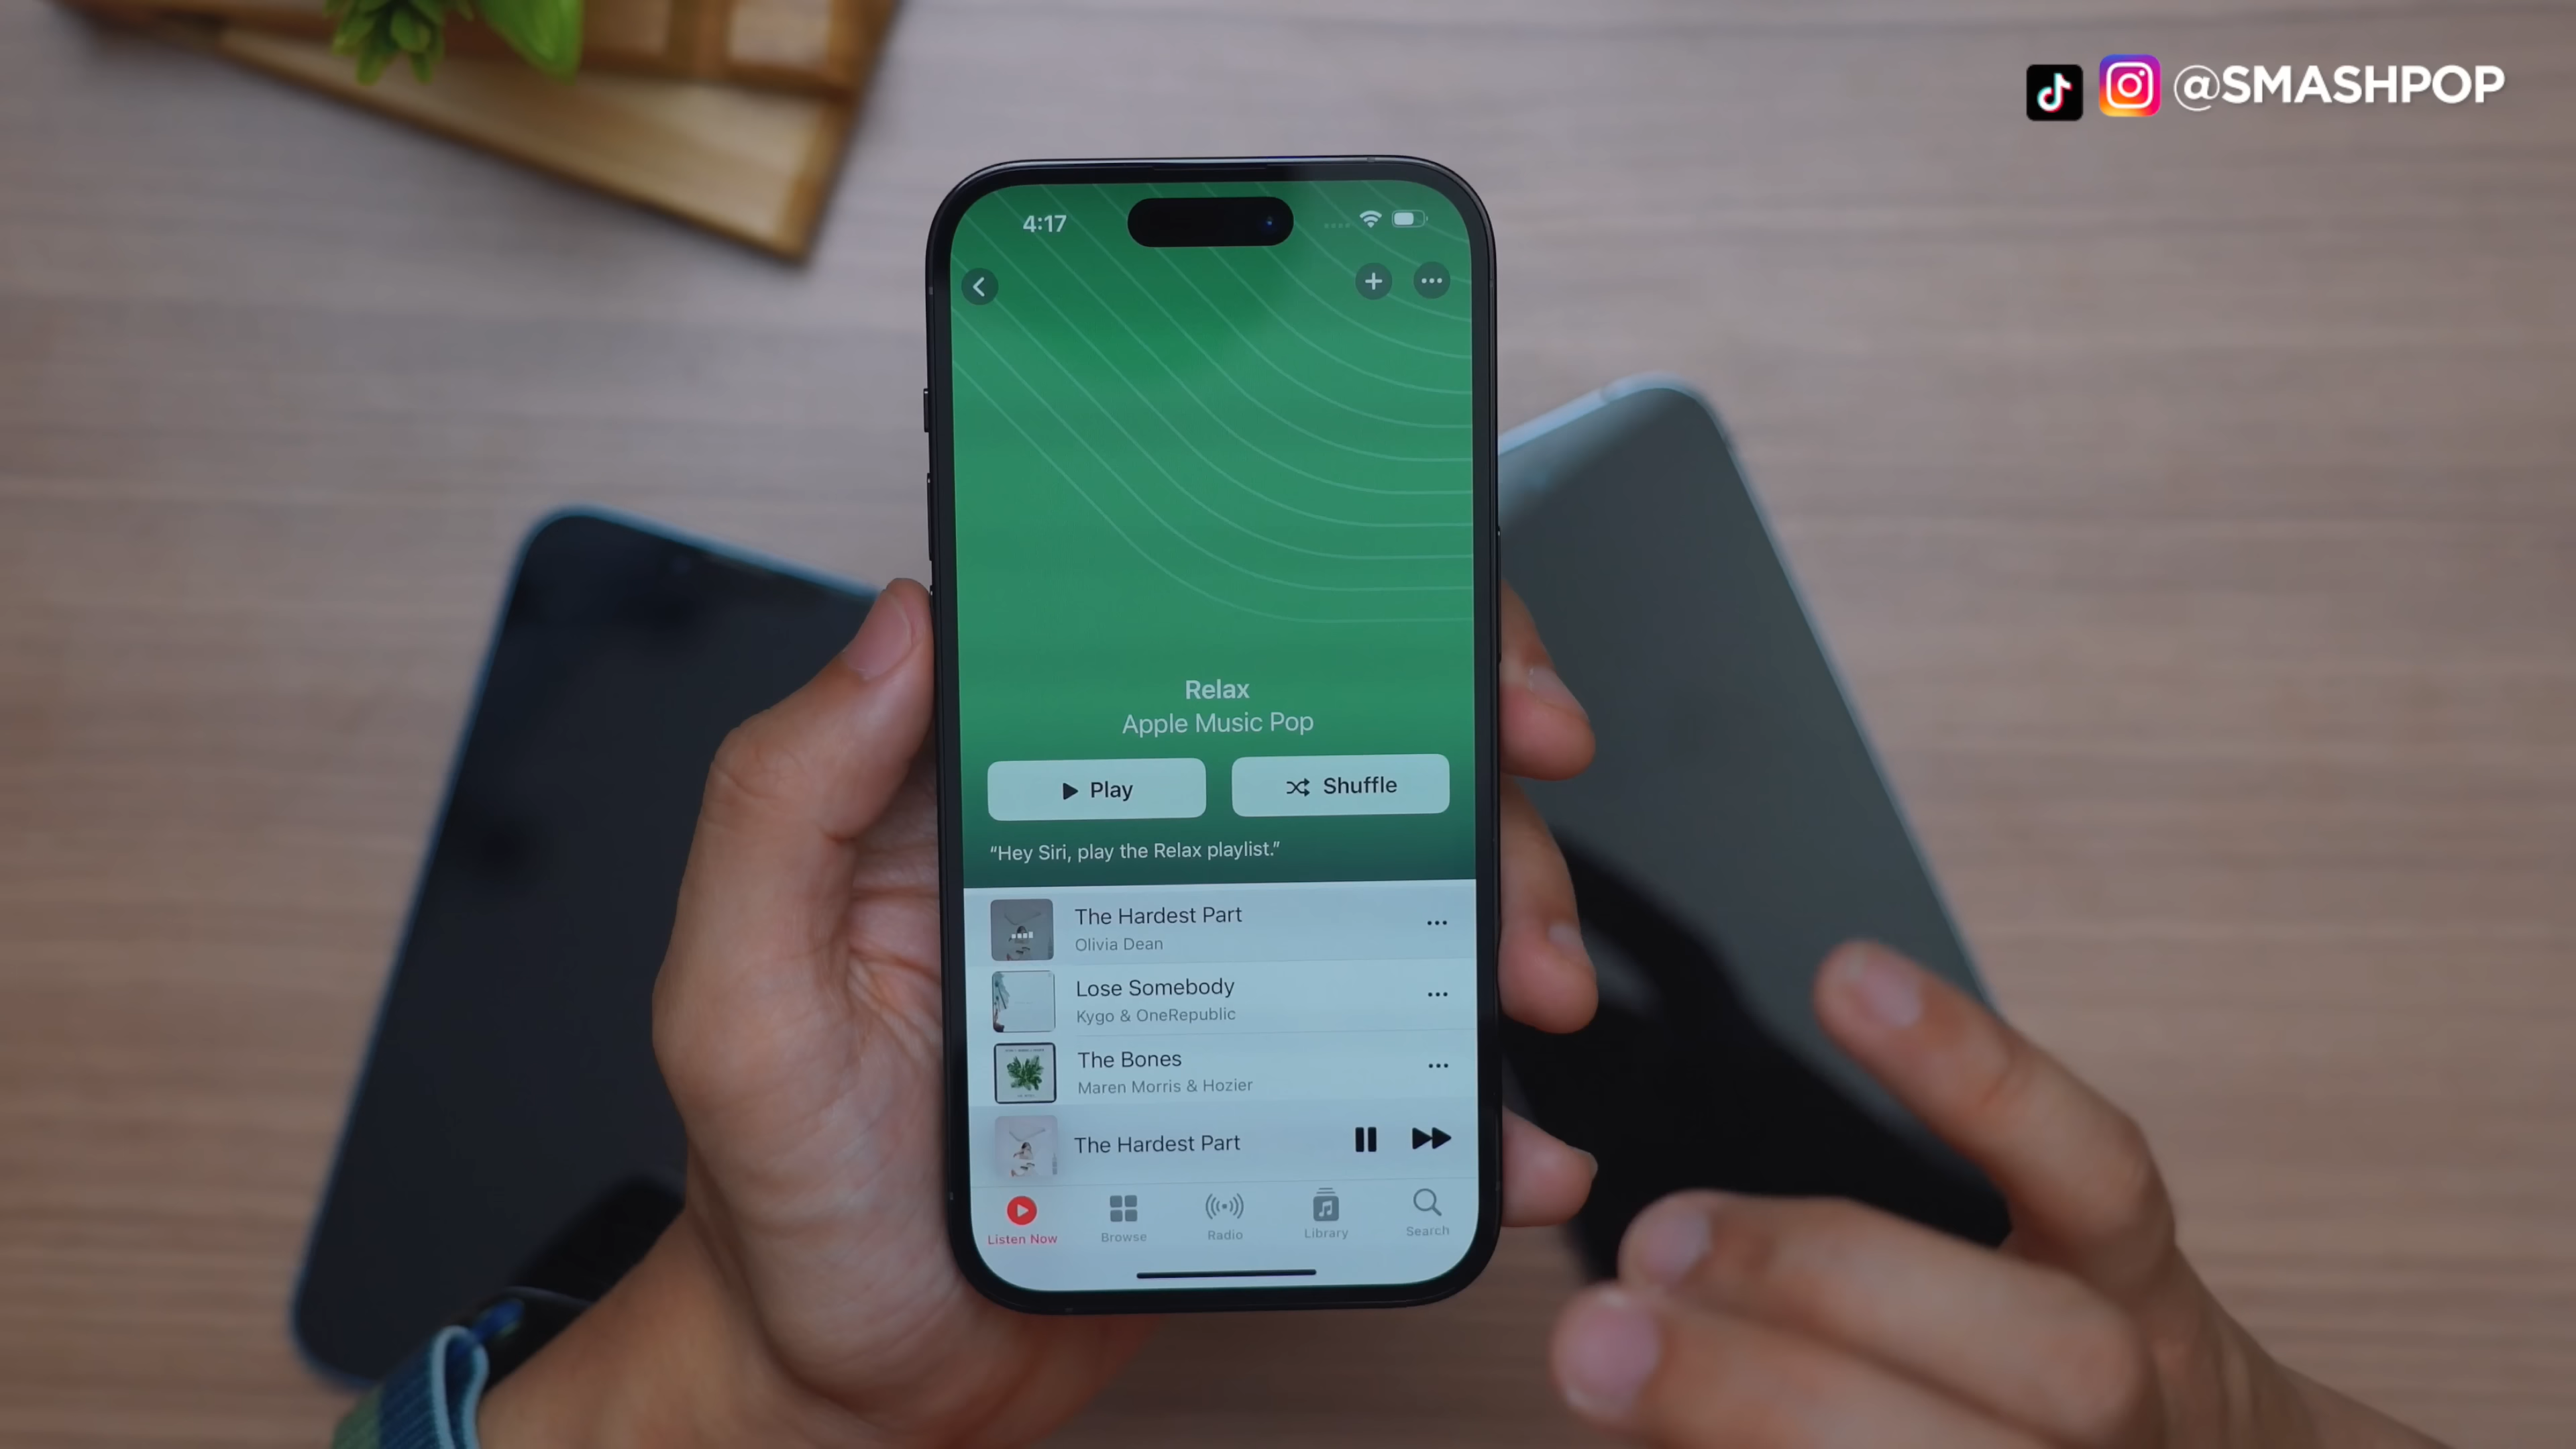 @SMASHPOP
4:17
Relax
Apple Music Pop
Play
Shuffle
“Hey Siri, play the Relax playlist.”
The Hardest Part
Olivia Dean
Lose Somebody
Kygo & OneRepublic
The Bones
Maren Morris & Hozier
The Hardest Part
Listen Now
Browse
Radio
Library
Search